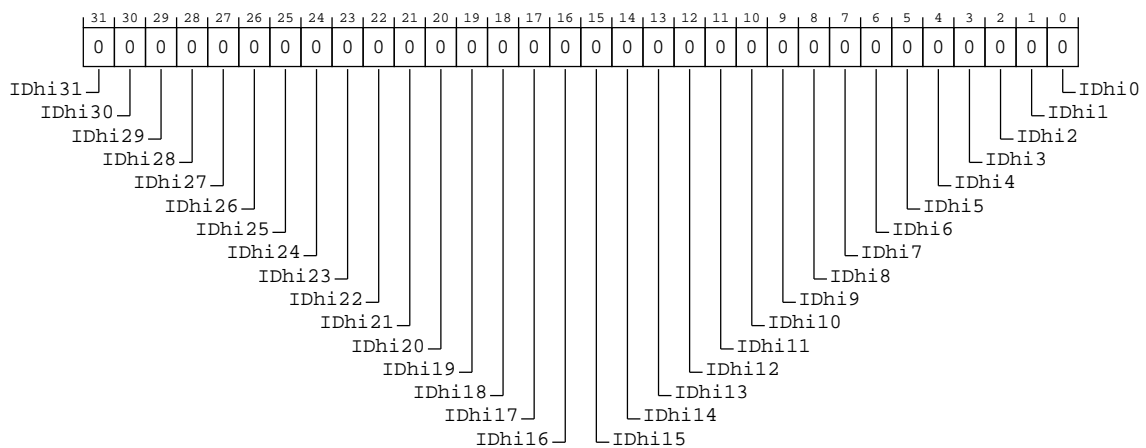 31 30 29 28 27 26 25 24 23 22 21 20 19 18 17 16 15 14 13 12 11 10 9 8 7 6 5 4 3 2 1 0
0 0 0 0 0 0 0 0 0 0 0 0 0 0 0 0 0 0 0 0 0 0 0 0 0 0 0 0 0 0 0 0
IDhi31 IDhi0
IDhi30 IDhi1
IDhi29 IDhi2
IDhi28 IDhi3
IDhi27 IDhi4
IDhi26 IDhi5
IDhi25 IDhi6
IDhi24 IDhi7
IDhi23 IDhi8
IDhi22 IDhi9
IDhi21 IDhi10
IDhi20 IDhi11
IDhi19 IDhi12
IDhi18 IDhi13
IDhi17 IDhi14
IDhi16 IDhi15